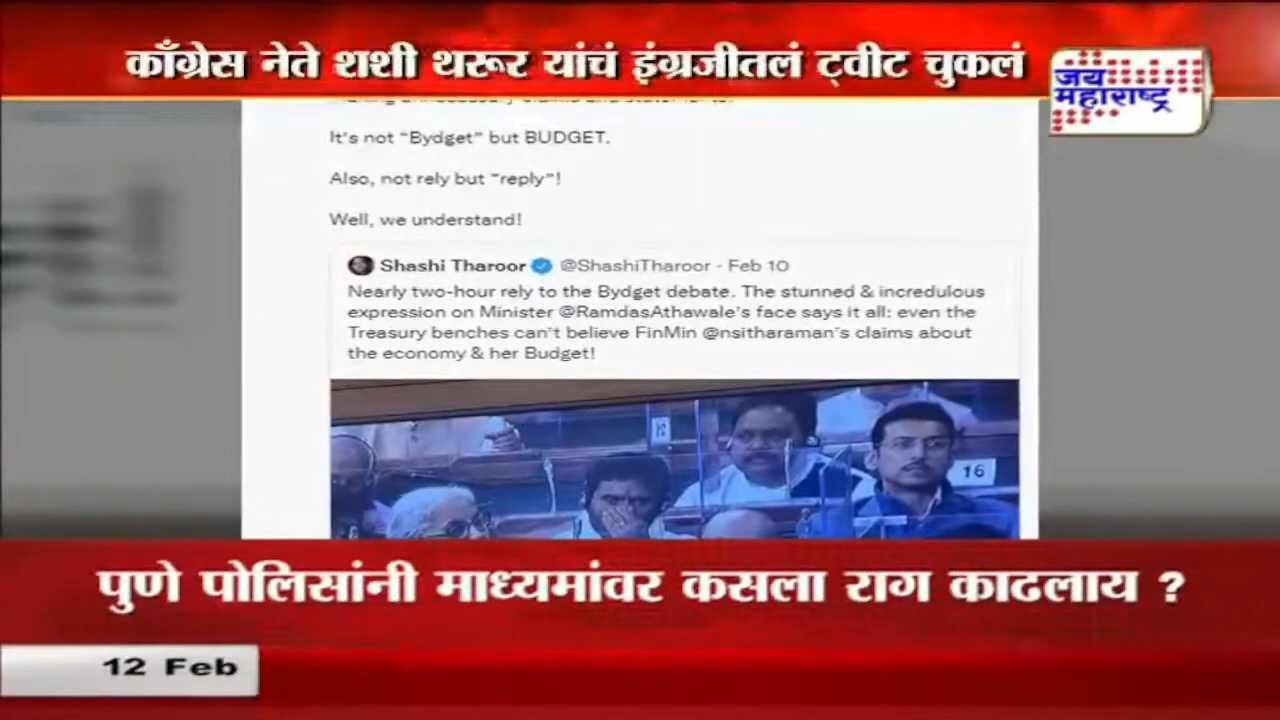 काँग्रेस नेते शशी थरूर यांचं इंग्रजीतलं ट्वीट चुकलं
जय
महाराष्ट्र
It's not “Bydget” but BUDGET.
Also, not rely but “reply”!
Well, we understand!
Shashi Tharoor @ShashiTharoor - Feb 10
Nearly two-hour rely to the Bydget debate. The stunned & incredulous
expression on Minister @RamdasAthawale's face says it all: even the
Treasury benches can't believe FinMin @nsitharaman's claims about
the economy & her Budget!
16
पुणे पोलिसांनी माध्यमांवर कसला राग काढलाय ?
12 Feb